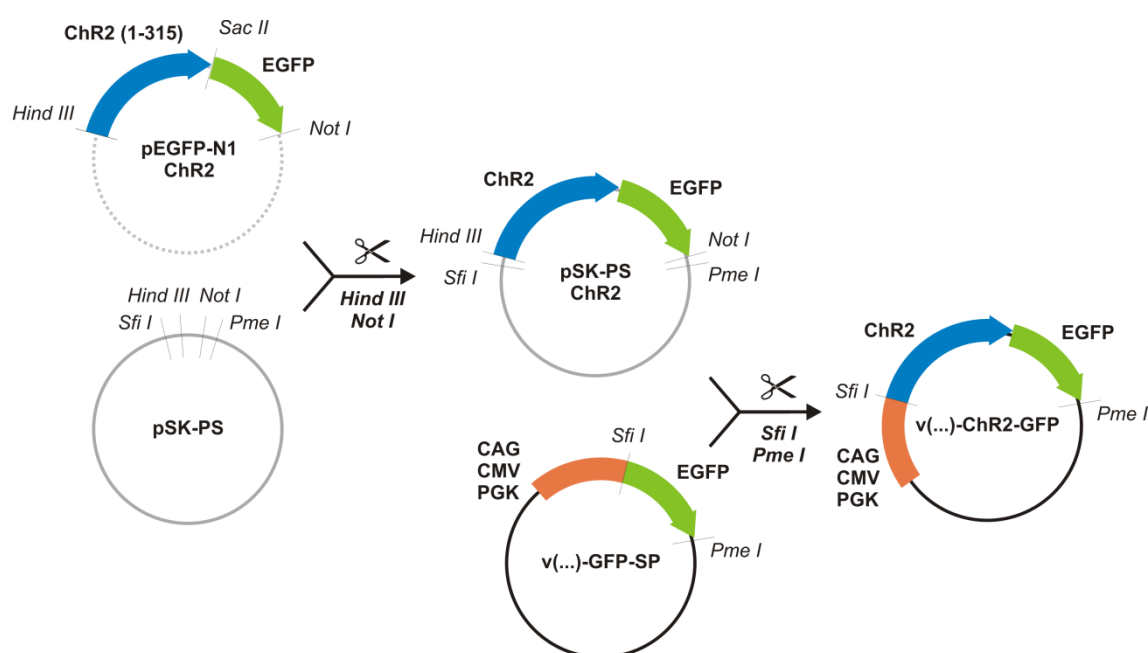 ChR2 (1-315)
Sac II
EGFP
Hind III
Not I
pEGFP-N1
ChR2
Hind III Not I
Sfi I Pme I
pSK-PS
Hind III
Not I
ChR2
EGFP
Hind III
Not I
Sfi I
Pme I
pSK-PS
ChR2
Sfi I
EGFP
CAG
CMV
PGK
Pme I
v(...)-GFP-SP
Sfi I
Pme I
ChR2
EGFP
Sfi I
Pme I
v(...)-ChR2-GFP
CAG
CMV
PGK